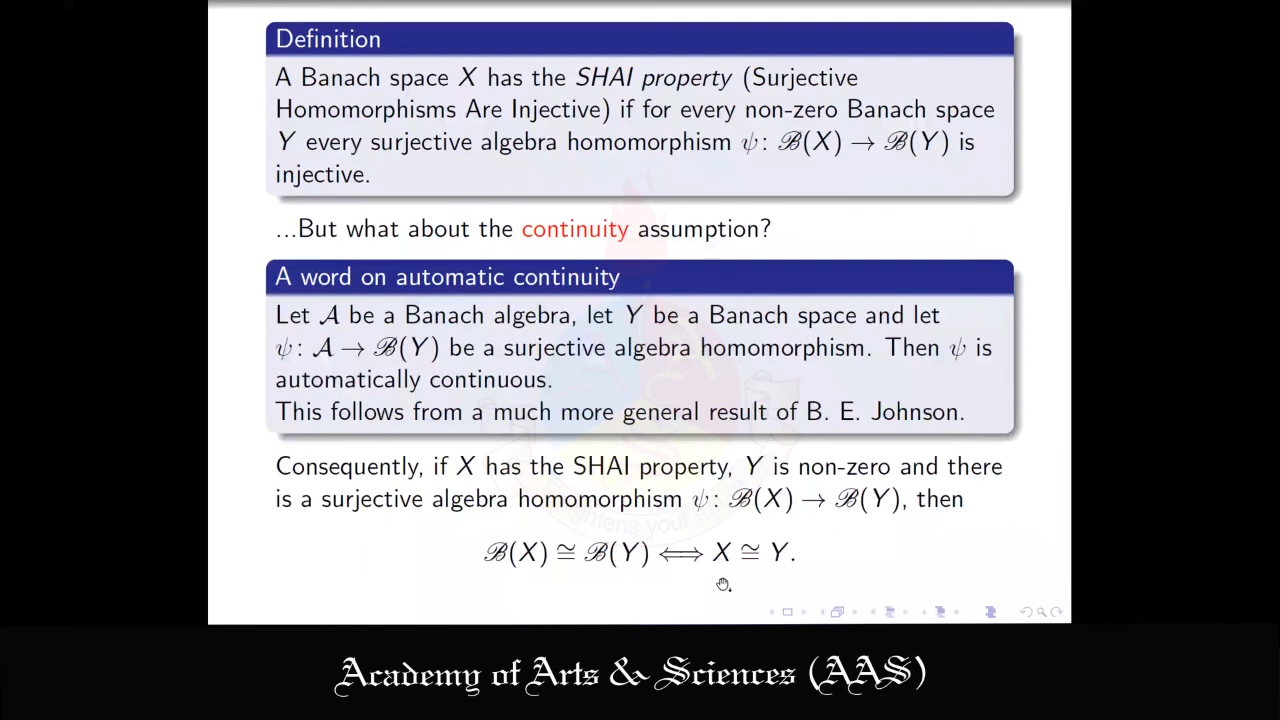 Definition
A Banach space X has the SHAI property (Surjective
Homomorphisms Are Injective) if for every non-zero Banach space
Y every surjective algebra homomorphism ψ: ℬ(X) → ℬ(Y) is
injective.
...But what about the continuity assumption?
A word on automatic continuity
Let 𝒜 be a Banach algebra, let Y be a Banach space and let
ψ: 𝒜 → ℬ(Y) be a surjective algebra homomorphism. Then ψ is
automatically continuous.
This follows from a much more general result of B. E. Johnson.
Consequently, if X has the SHAI property, Y is non-zero and there
is a surjective algebra homomorphism ψ: ℬ(X) → ℬ(Y), then
ℬ(X) ≅ ℬ(Y) ⟺ X ≅ Y.
Academy of Arts & Sciences (AAS)